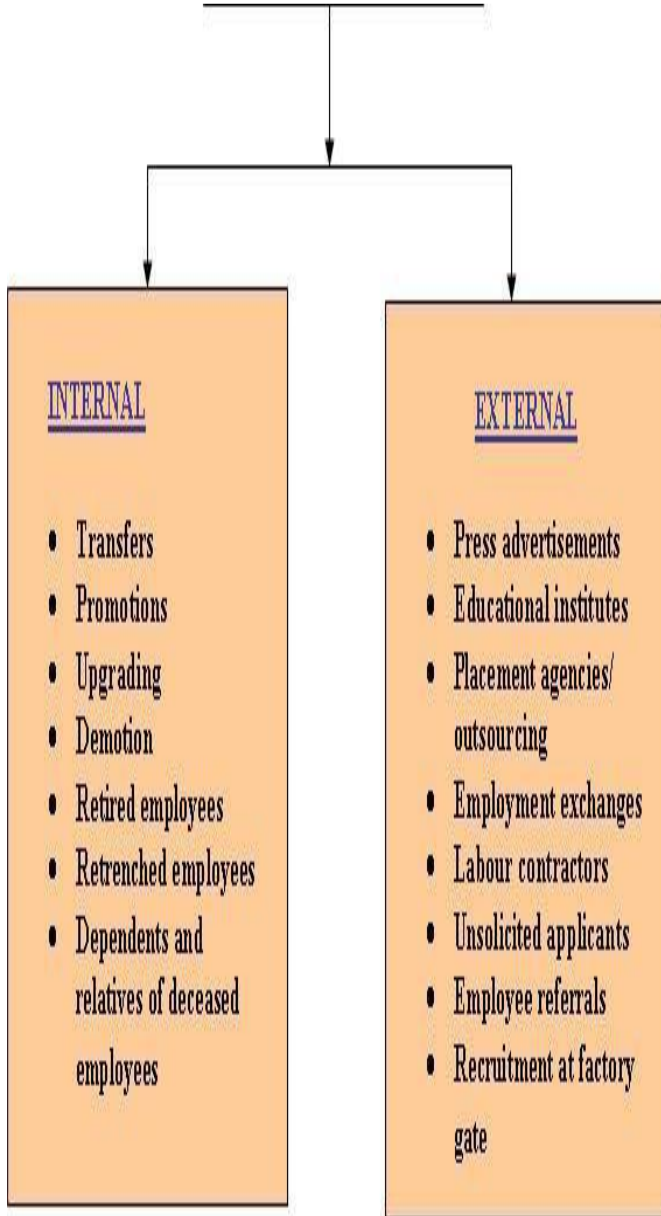 INTERNAL
• Transfers
• Promotions
• Upgrading
• Demotion
• Retired employees
• Retrenched employees
• Dependents and
relatives of deceased
employees
EXTERNAL
• Press advertisements
• Educational institutes
• Placement agencies/
outsourcing
• Employment exchanges
• Labour contractors
• Unsolicited applicants
• Employee referrals
• Recruitment at factory
gate